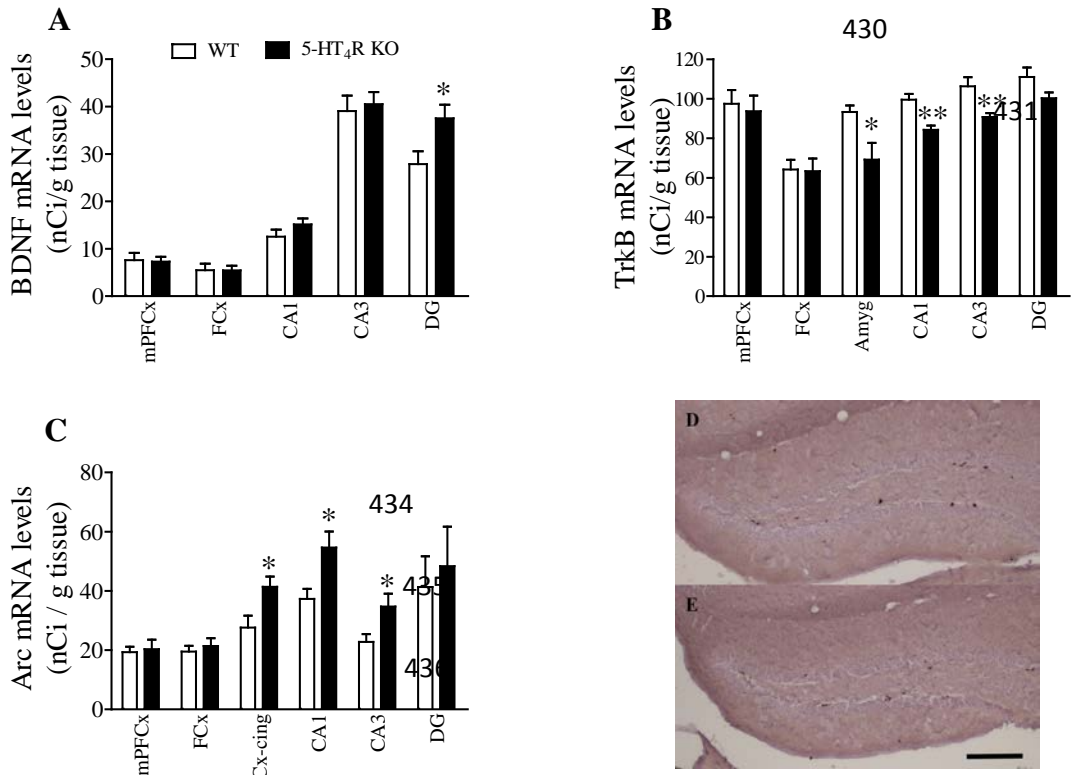 A
WT 5-HT4R KO
BDNF mRNA levels
(nCi/g tissue)
50
40
30
20
10
0
*
mPFCx
FCx
CA1
CA3
DG
B
430
TrkB mRNA levels
(nCi/g tissue)
120
100
80
60
40
20
0
*
**
**
431
mPFCx
FCx
Amyg
CA1
CA3
DG
C
Arc mRNA levels
(nCi / g tissue)
80
60
40
20
0
434
*
*
*
435
436
mPFCx
FCx
Cx-cing
CA1
CA3
DG
D
E